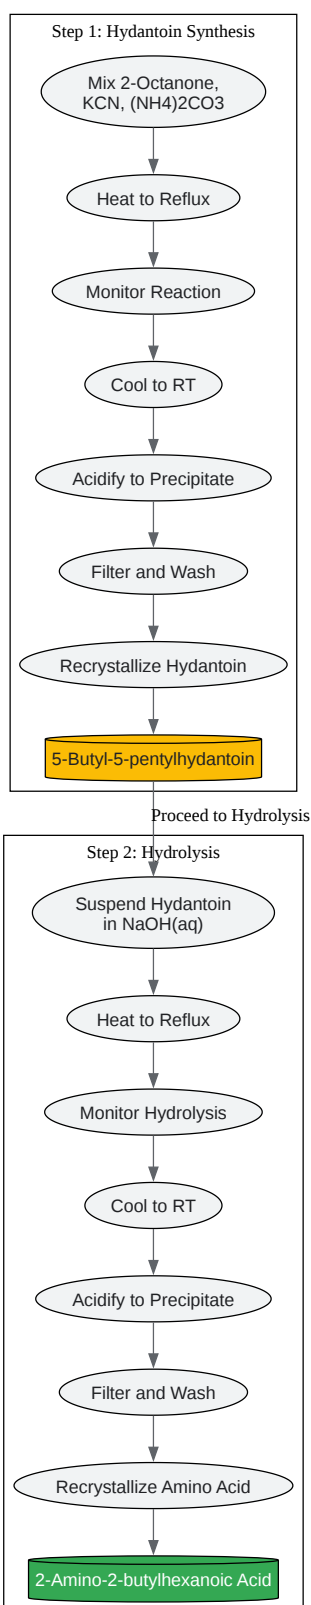 Step 1: Hydantoin Synthesis
Mix 2-Octanone,
KCN, (NH4)2CO3
Heat to Reflux
Monitor Reaction
Cool to RT
Acidify to Precipitate
Filter and Wash
Recrystallize Hydantoin
5-Butyl-5-pentylhydantoin
Proceed to Hydrolysis
Step 2: Hydrolysis
Suspend Hydantoin
in NaOH(aq)
Heat to Reflux
Monitor Hydrolysis
Cool to RT
Acidify to Precipitate
Filter and Wash
Recrystallize Amino Acid
2-Amino-2-butylhexanoic Acid